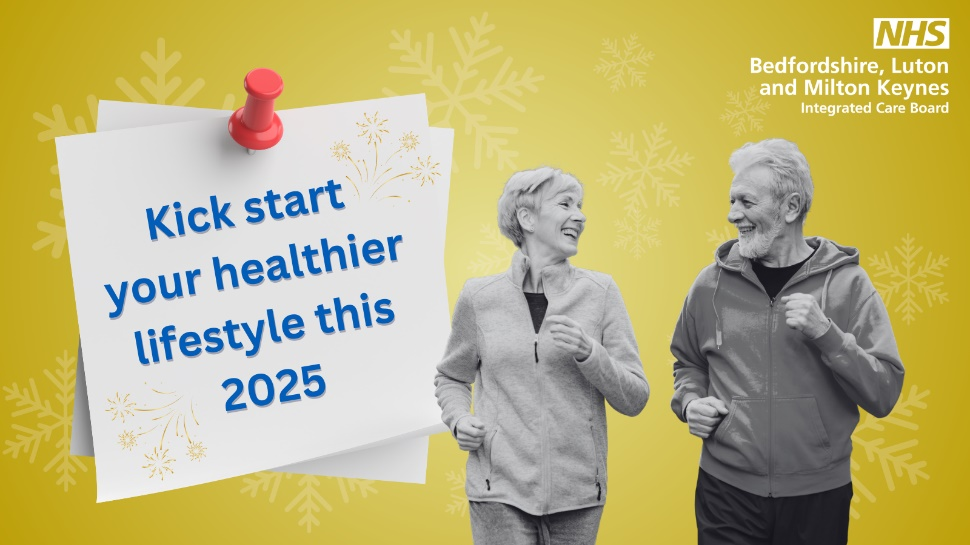 Kick start
your healthier
lifestyle this
2025
NHS
Bedfordshire, Luton
and Milton Keynes
Integrated Care Board